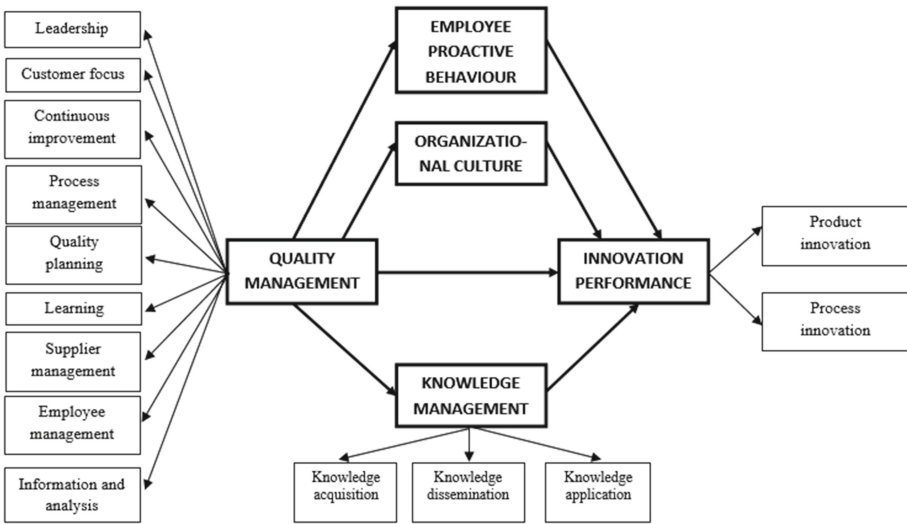 Leadership
Customer focus
Continuous
improvement
Process
management
Quality
planning
Learning
Supplier
management
Employee
management
Information and
analysis
QUALITY
MANAGEMENT
EMPLOYEE
PROACTIVE
BEHAVIOUR
ORGANIZATIO-
NAL CULTURE
KNOWLEDGE
MANAGEMENT
Knowledge
acquisition
Knowledge
dissemination
Knowledge
application
INNOVATION
PERFORMANCE
Product
innovation
Process
innovation